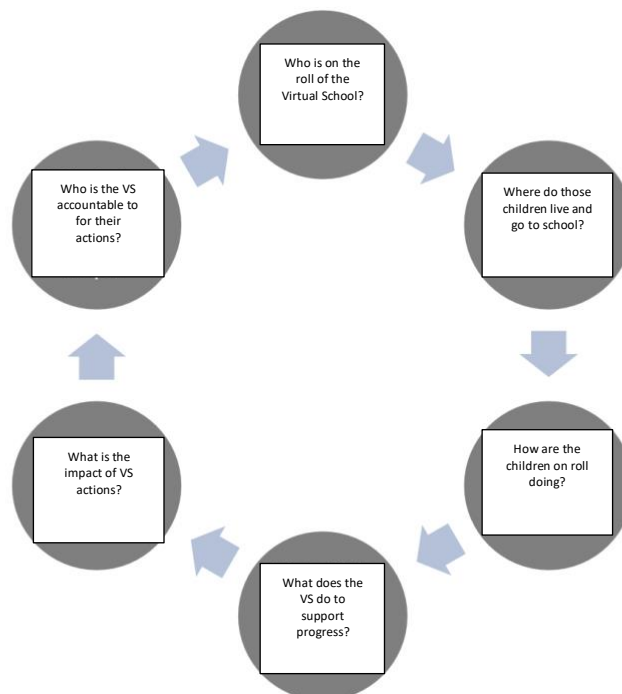 Who is on the
roll of the
Virtual School?
Where do those
children live and
go to school?
How are the
children on roll
doing?
What does the
VS do to
support
progress?
What is the
impact of VS
actions?
Who is the VS
accountable to
for their
actions?